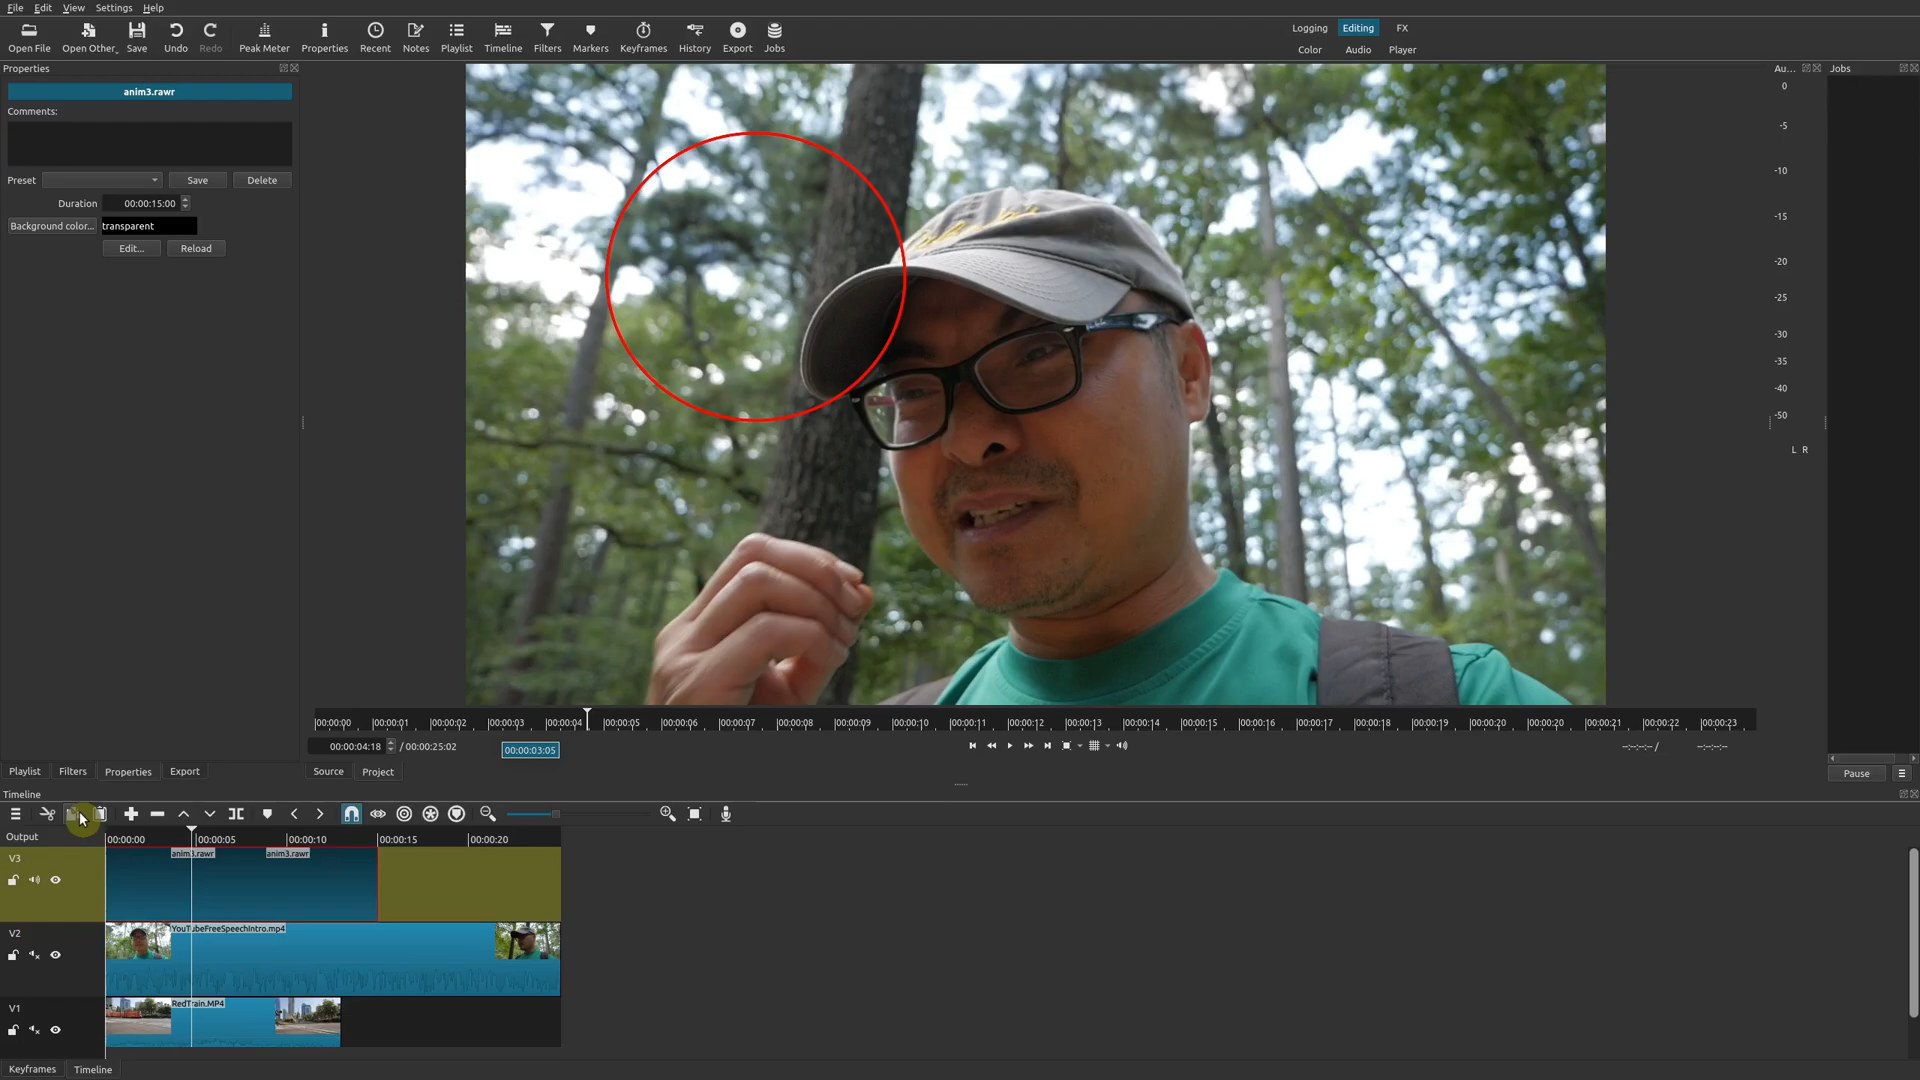 File Edit View Settings Help
Open File Open Other Save Undo Redo Peak Meter Properties Recent Notes Playlist Timeline Filters Markers Keyframes History Export Jobs
Logging Editing FX
Color Audio Player
Properties
anim3.rawr
Comments:
Preset Save Delete
Duration 00:00:15:00
Background color... transparent
Edit... Reload
Au... Jobs
0
-5
-10
-15
-20
-25
-30
-35
-40
-50
L R
00:00:00 00:00:01 00:00:02 00:00:03 00:00:04 00:00:05 00:00:06 00:00:07 00:00:08 00:00:09 00:00:10 00:00:11 00:00:12 00:00:13 00:00:14 00:00:15 00:00:16 00:00:17 00:00:18 00:00:19 00:00:20 00:00:20 00:00:21 00:00:22 00:00:23
00:00:04:18 / 00:00:25:02 00:00:03:05 --:--:--:-- / --:--:--:--
Playlist Filters Properties Export Source Project Pause
Timeline
Output 00:00:00 00:00:05 00:00:10 00:00:15 00:00:20
V3 anim3.rawr anim3.rawr
V2 YouTubeFreeSpeechIntro.mp4
V1 RedTrain.MP4
Keyframes Timeline